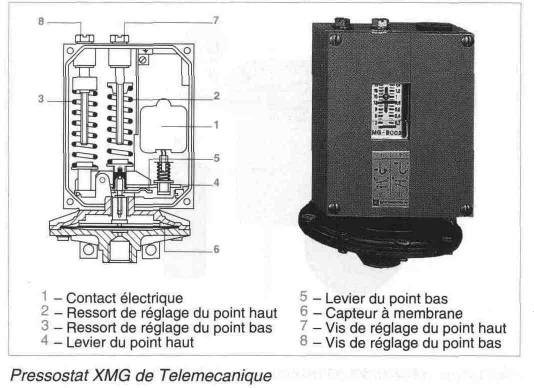 8
7
3
2
1
5
4
6
MG-B002
1 – Contact électrique
2 – Ressort de réglage du point haut
3 – Ressort de réglage du point bas
4 – Levier du point haut
5 – Levier du point bas
6 – Capteur à membrane
7 – Vis de réglage du point haut
8 – Vis de réglage du point bas
Pressostat XMG de Telemecanique